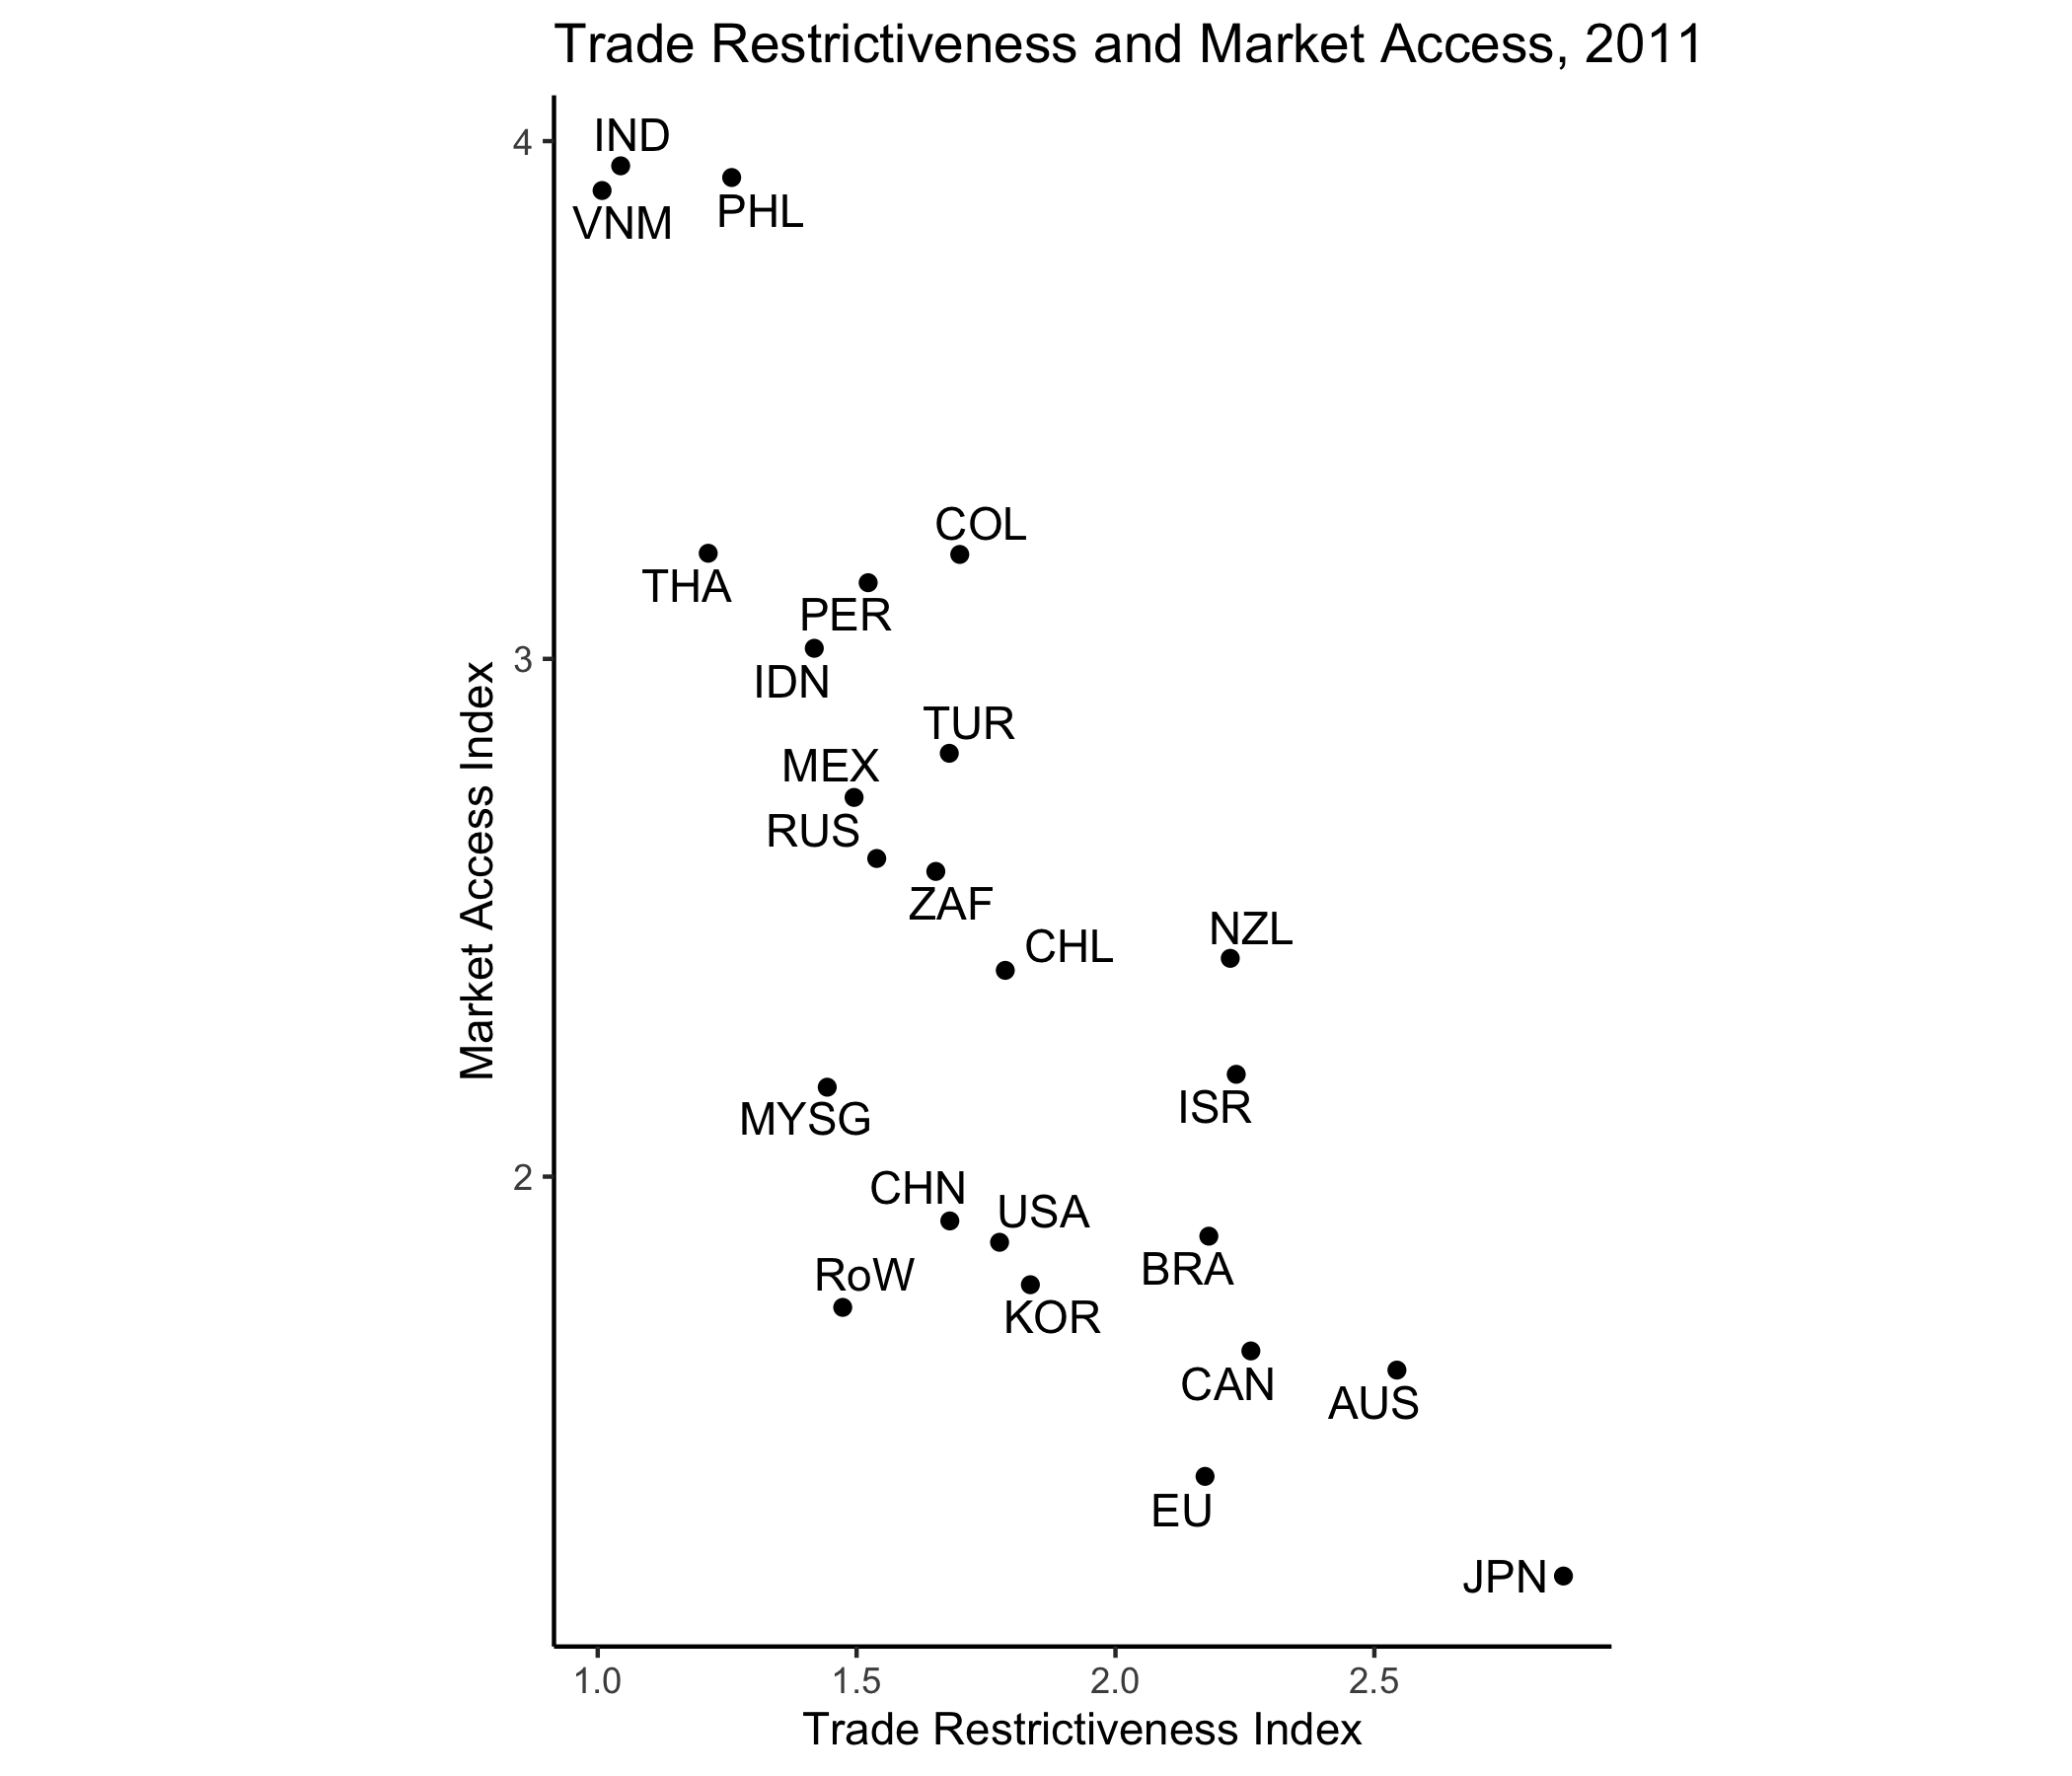 Trade Restrictiveness and Market Access, 2011
4
IND
VNM
PHL
COL
THA
PER
3
IDN
TUR
MEX
RUS
ZAF
NZL
CHL
Market Access Index
ISR
MYSG
2
CHN
USA
BRA
RoW
KOR
CAN
AUS
EU
JPN
1.0 1.5 2.0 2.5
Trade Restrictiveness Index